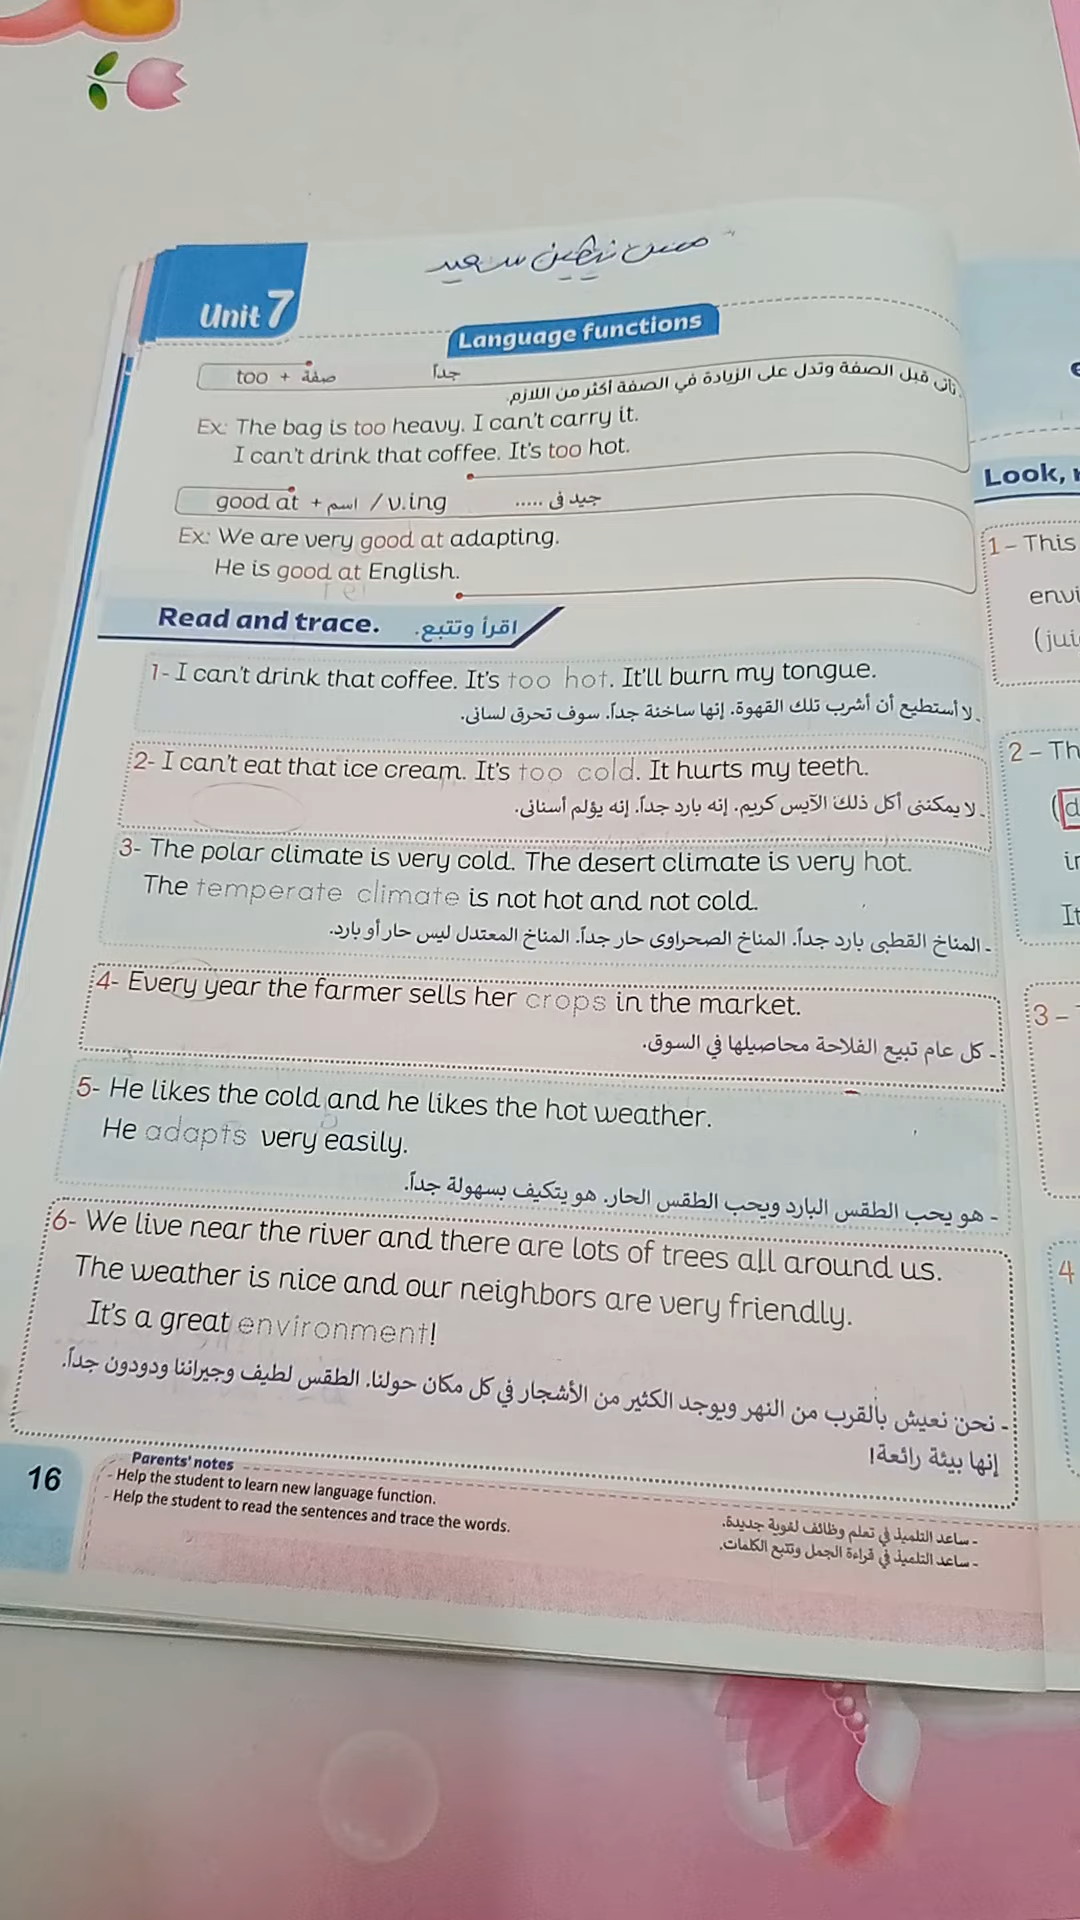 ميس نيڤين سعيد
Unit 7
Language functions
too + صفة جداً
تأتى قبل الصفة وتدل على الزيادة في الصفة أكثر من اللازم.
Ex: The bag is too heavy. I can't carry it.
I can't drink that coffee. It's too hot.
good at + اسم / v.ing جيد فى .....
Ex: We are very good at adapting.
He is good at English.
Read and trace. اقرأ وتتبع.
1- I can't drink that coffee. It's too hot. It'll burn my tongue.
- لا أستطيع أن أشرب تلك القهوة. إنها ساخنة جداً. سوف تحرق لسانى.
2- I can't eat that ice cream. It's too cold. It hurts my teeth.
- لا يمكننى أكل ذلك الآيس كريم. إنه بارد جداً. إنه يؤلم أسنانى.
3- The polar climate is very cold. The desert climate is very hot.
The temperate climate is not hot and not cold.
- المناخ القطبى بارد جداً. المناخ الصحراوى حار جداً. المناخ المعتدل ليس حار أو بارد.
4- Every year the farmer sells her crops in the market.
- كل عام تبيع الفلاحة محاصيلها في السوق.
5- He likes the cold and he likes the hot weather.
He adapts very easily.
- هو يحب الطقس البارد ويحب الطقس الحار. هو يتكيف بسهولة جداً.
6- We live near the river and there are lots of trees all around us.
The weather is nice and our neighbors are very friendly.
It's a great environment!
- نحن نعيش بالقرب من النهر ويوجد الكثير من الأشجار في كل مكان حولنا. الطقس لطيف وجيراننا ودودون جداً.
إنها بيئة رائعة!
16
Parents' notes
- Help the student to learn new language function.
- Help the student to read the sentences and trace the words.
- ساعد التلميذ في تعلم وظائف لغوية جديدة.
- ساعد التلميذ في قراءة الجمل وتتبع الكلمات.
Look,
1 - This
2 -
3 -
4